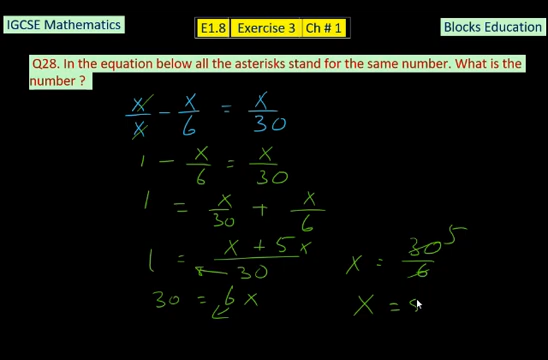 IGCSE Mathematics
E1.8 Exercise 3 Ch # 1
Blocks Education
Q28. In the equation below all the asterisks stand for the same number. What is the
number ?
x/x - x/6 = x/30
1 - x/6 = x/30
1 = x/30 + x/6
1 = (x + 5x)/30
30 = 6x
x = 30/6 5
x =